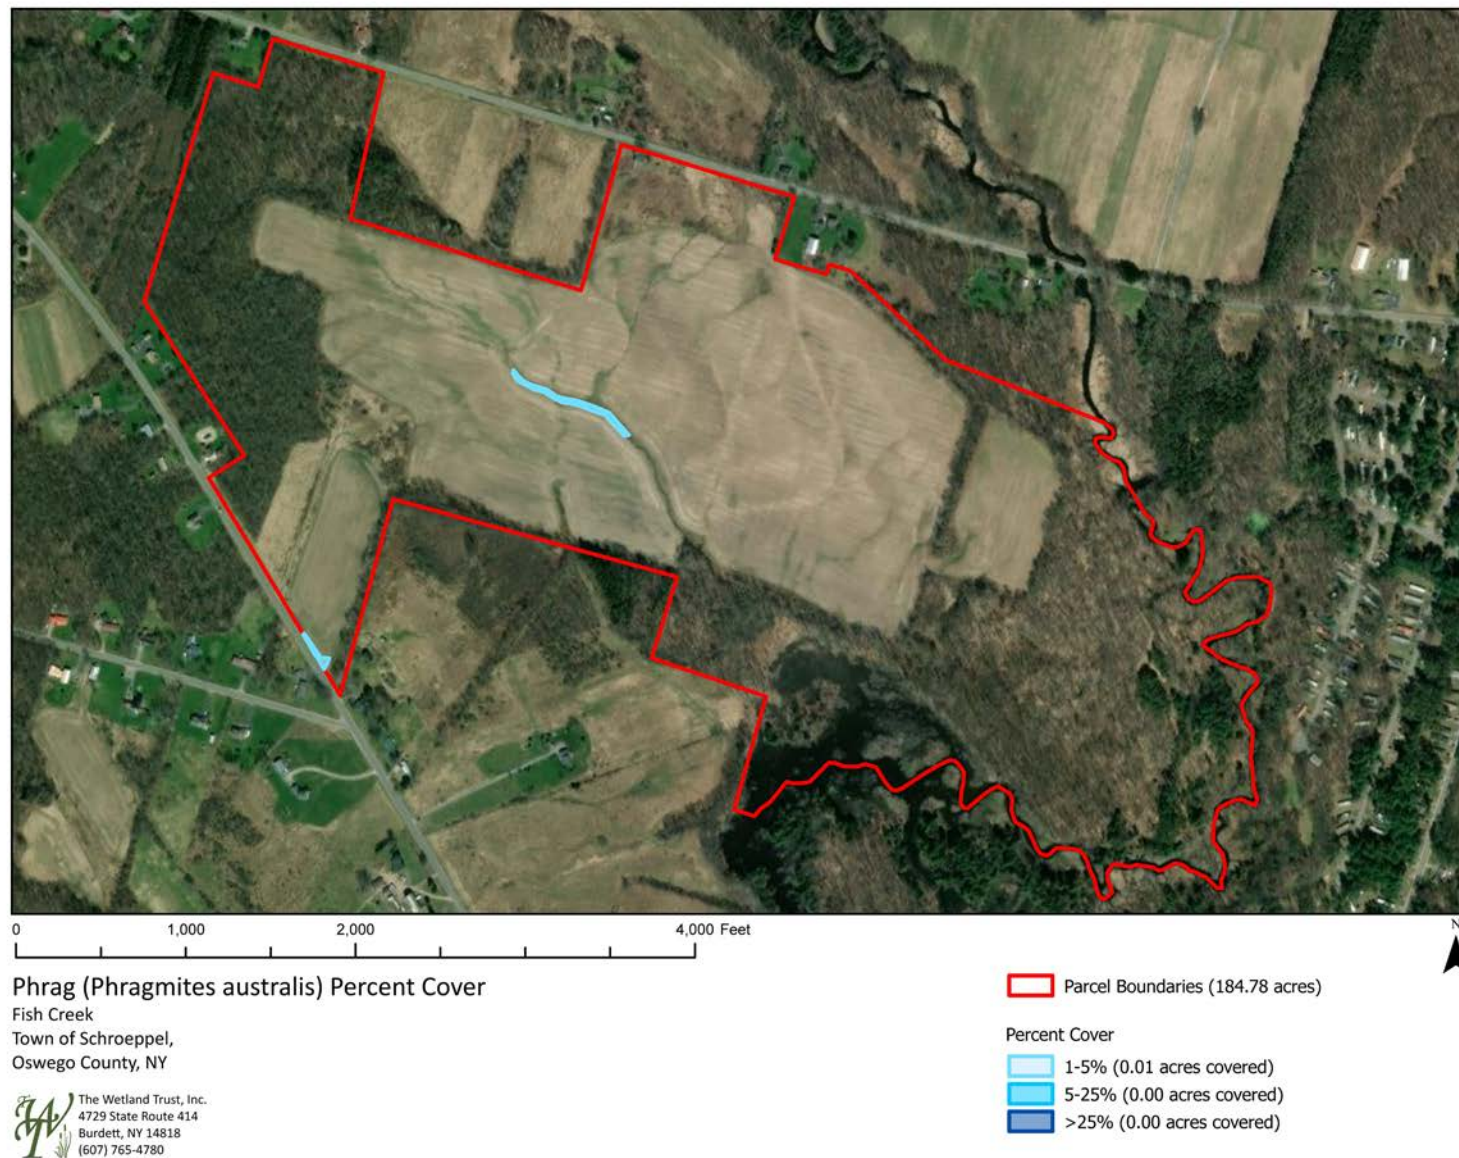 0 1,000 2,000 4,000 Feet
N
Phrag (Phragmites australis) Percent Cover
Fish Creek
Town of Schroeppel,
Oswego County, NY
The Wetland Trust, Inc.
4729 State Route 414
Burdett, NY 14818
(607) 765-4780
Parcel Boundaries (184.78 acres)
Percent Cover
1-5% (0.01 acres covered)
5-25% (0.00 acres covered)
>25% (0.00 acres covered)